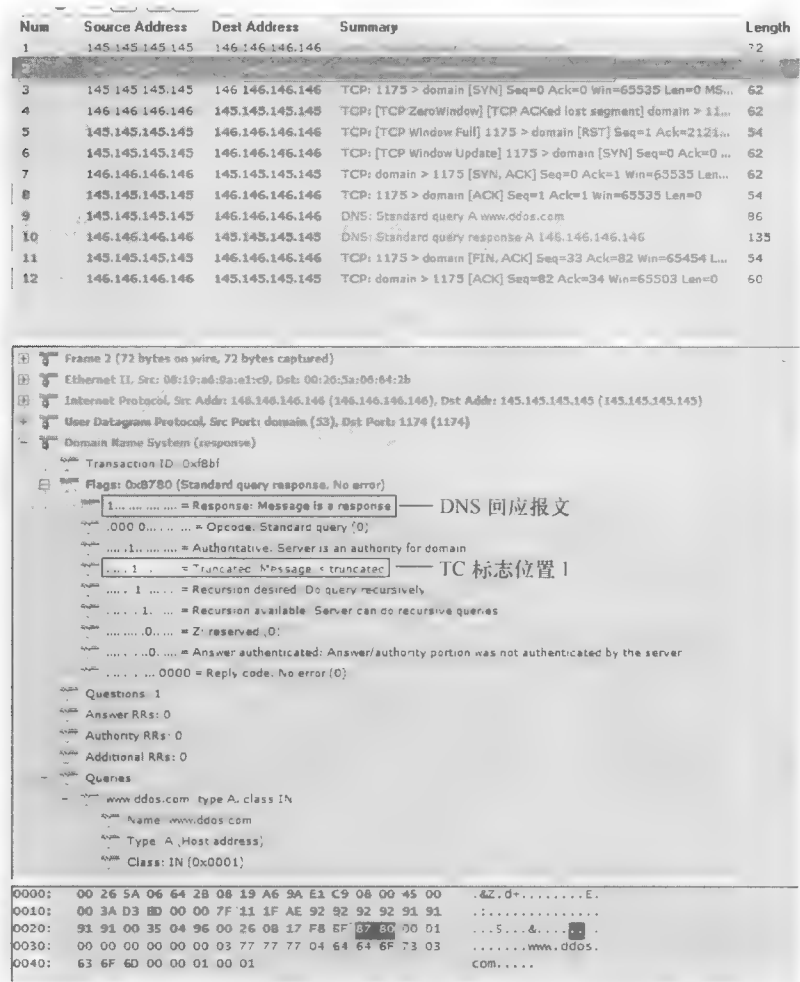 Num Source Address Dest Address Summary Length
1 145 145 145 145 146 146 146.146 72
3 145 145 145.145 146 146.146.146 TCP: 1175 > domain [SYN] Seq=0 Ack=0 Win=65535 Len=0 MS... 62
4 146 146 146.146 145.145.145.145 TCP: [TCP ZeroWindow] [TCP ACKed lost segment] domain > 11... 62
5 145.145.145.145 146.146.146.146 TCP: [TCP Window Full] 1175 > domain [RST] Seq=1 Ack=2121... 54
6 145.145.145.145 146.146.146.146 TCP: [TCP Window Update] 1175 > domain [SYN] Seq=0 Ack=0 ... 62
7 146.146.146.146 145.145.145.145 TCP: domain > 1175 [SYN, ACK] Seq=0 Ack=1 Win=65535 Len... 62
8 145.145.145.145 146.146.146.146 TCP: 1175 > domain [ACK] Seq=1 Ack=1 Win=65535 Len=0 54
9 145.145.145.145 146.146.146.146 DNS: Standard query A www.ddos.com 86
10 146.146.146.146 145.145.145.145 DNS: Standard query response A 146.146.146.146 135
11 145.145.145.145 146.146.146.146 TCP: 1175 > domain [FIN, ACK] Seq=33 Ack=82 Win=65454 L... 54
12 146.146.146.146 145.145.145.145 TCP: domain > 1175 [ACK] Seq=82 Ack=34 Win=65503 Len=0 60
Frame 2 (72 bytes on wire, 72 bytes captured)
Ethernet II, Src: 08:19:a6:9a:e1:c9, Dst: 00:26:5a:06:64:2b
Internet Protocol, Src Addr: 146.146.146.146 (146.146.146.146), Dst Addr: 145.145.145.145 (145.145.145.145)
User Datagram Protocol, Src Port: domain (53), Dst Port: 1174 (1174)
Domain Name System (response)
Transaction ID 0xf8bf
Flags: 0x8780 (Standard query response, No error)
1... .... .... .... = Response: Message is a response —— DNS 回应报文
.000 0... .... .... = Opcode: Standard query (0)
.... .1.. .... .... = Authoritative. Server is an authority for domain
.... ..1. .... .... = Truncated Message is truncated —— TC 标志位置 1
.... ...1 .... .... = Recursion desired Do query recursively
.... .... 1... .... = Recursion available Server can do recursive queries
.... .... .0.. .... = Z: reserved (0)
.... .... ..0. .... = Answer authenticated: Answer/authority portion was not authenticated by the server
.... .... .... 0000 = Reply code. No error (0)
Questions 1
Answer RRs: 0
Authority RRs: 0
Additional RRs: 0
Queries
www ddos.com type A, class IN
Name www.ddos com
Type A (Host address)
Class: IN (0x0001)
0000: 00 26 5A 06 64 2B 08 19 A6 9A E1 C9 08 00 45 00 .&Z.d+........E.
0010: 00 3A D3 BD 00 00 7F 11 1F AE 92 92 92 92 91 91 .:..............
0020: 91 91 00 35 04 96 00 26 08 17 F8 BF 87 80 00 01 ...5...&........
0030: 00 00 00 00 00 00 03 77 77 77 04 64 64 6F 73 03 .......www.ddos.
0040: 63 6F 6D 00 00 01 00 01 com.....